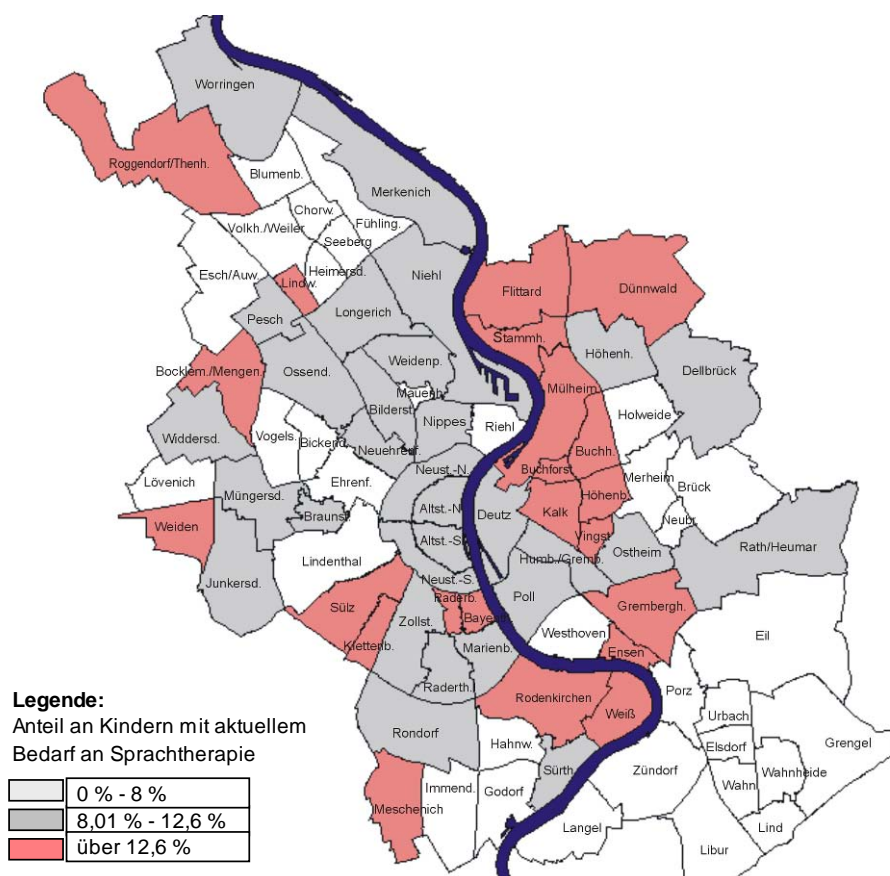 Worringen
Roggendorf/Thenh.
Blumenb.
Merkenich
Chorw.
Fühling.
Volkh./Weiler
Seeberg
Esch/Auw.
Heimersd.
Niehl
Lindw.
Flittard
Dünnwald
Longerich
Pesch
Stammh.
Höhenh.
Weidenp.
Dellbrück
Ossend.
Bocklem./Mengen.
Mülheim
Mauenh.
Bilderst.
Holweide
Nippes
Riehl
Widdersd.
Vogels.
Bickend.
Buchh.
Neuehrenf.
Neust.-N.
Buchforst
Merheim
Lövenich
Ehrenf.
Brück
Müngersd.
Höhenb.
Altst.-N.
Deutz
Kalk
Braunsf.
Neubr.
Weiden
Vingst
Altst.-S.
Ostheim
Rath/Heumar
Lindenthal
Humb./Gremb.
Junkersd.
Neust.-S.
Poll
Raderb.
Sülz
Grembergh.
Bayenth.
Zollst.
Westhoven
Eil
Klettenb.
Marienb.
Ensen
Raderth.
Porz
Rodenkirchen
Weiß
Urbach
Rondorf
Grengel
Hahnw.
Elsdorf
Zündorf
Wahnheide
Sürth
Wahn
Immend.
Godorf
Meschenich
Langel
Lind
Libur
Legende:
Anteil an Kindern mit aktuellem
Bedarf an Sprachtherapie
0 % - 8 %
8,01 % - 12,6 %
über 12,6 %